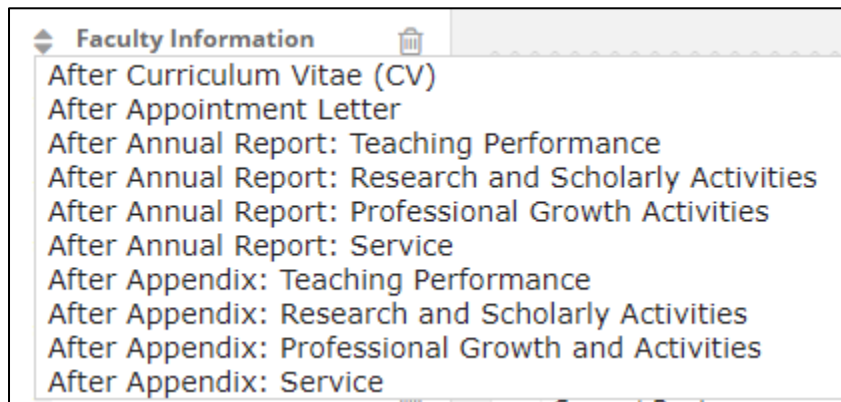 Faculty Information
After Curriculum Vitae (CV)
After Appointment Letter
After Annual Report: Teaching Performance
After Annual Report: Research and Scholarly Activities
After Annual Report: Professional Growth Activities
After Annual Report: Service
After Appendix: Teaching Performance
After Appendix: Research and Scholarly Activities
After Appendix: Professional Growth and Activities
After Appendix: Service